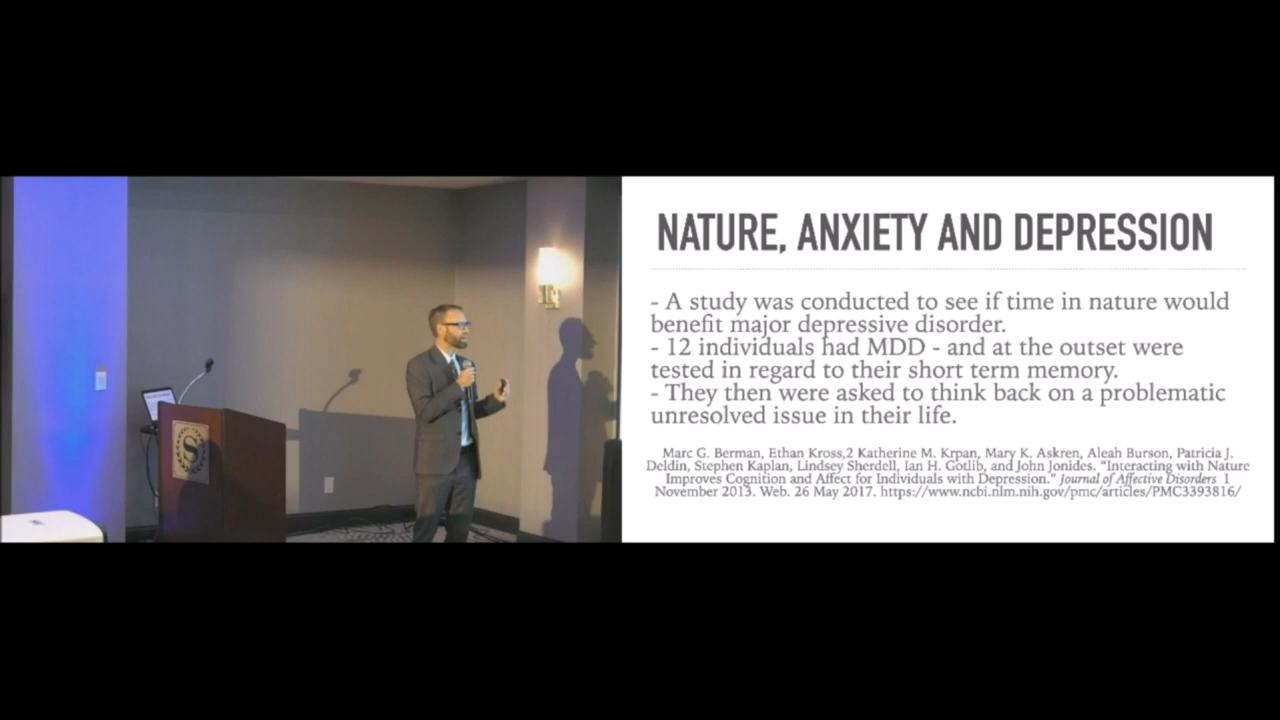 S
NATURE, ANXIETY AND DEPRESSION
- A study was conducted to see if time in nature would
benefit major depressive disorder.
- 12 individuals had MDD - and at the outset were
tested in regard to their short term memory.
- They then were asked to think back on a problematic
unresolved issue in their life.
Marc G. Berman, Ethan Kross,2 Katherine M. Krpan, Mary K. Askren, Aleah Burson, Patricia J.
Deldin, Stephen Kaplan, Lindsey Sherdell, Ian H. Gotlib, and John Jonides. “Interacting with Nature
Improves Cognition and Affect for Individuals with Depression.” Journal of Affective Disorders 1
November 2013. Web. 26 May 2017. https://www.ncbi.nlm.nih.gov/pmc/articles/PMC3393816/